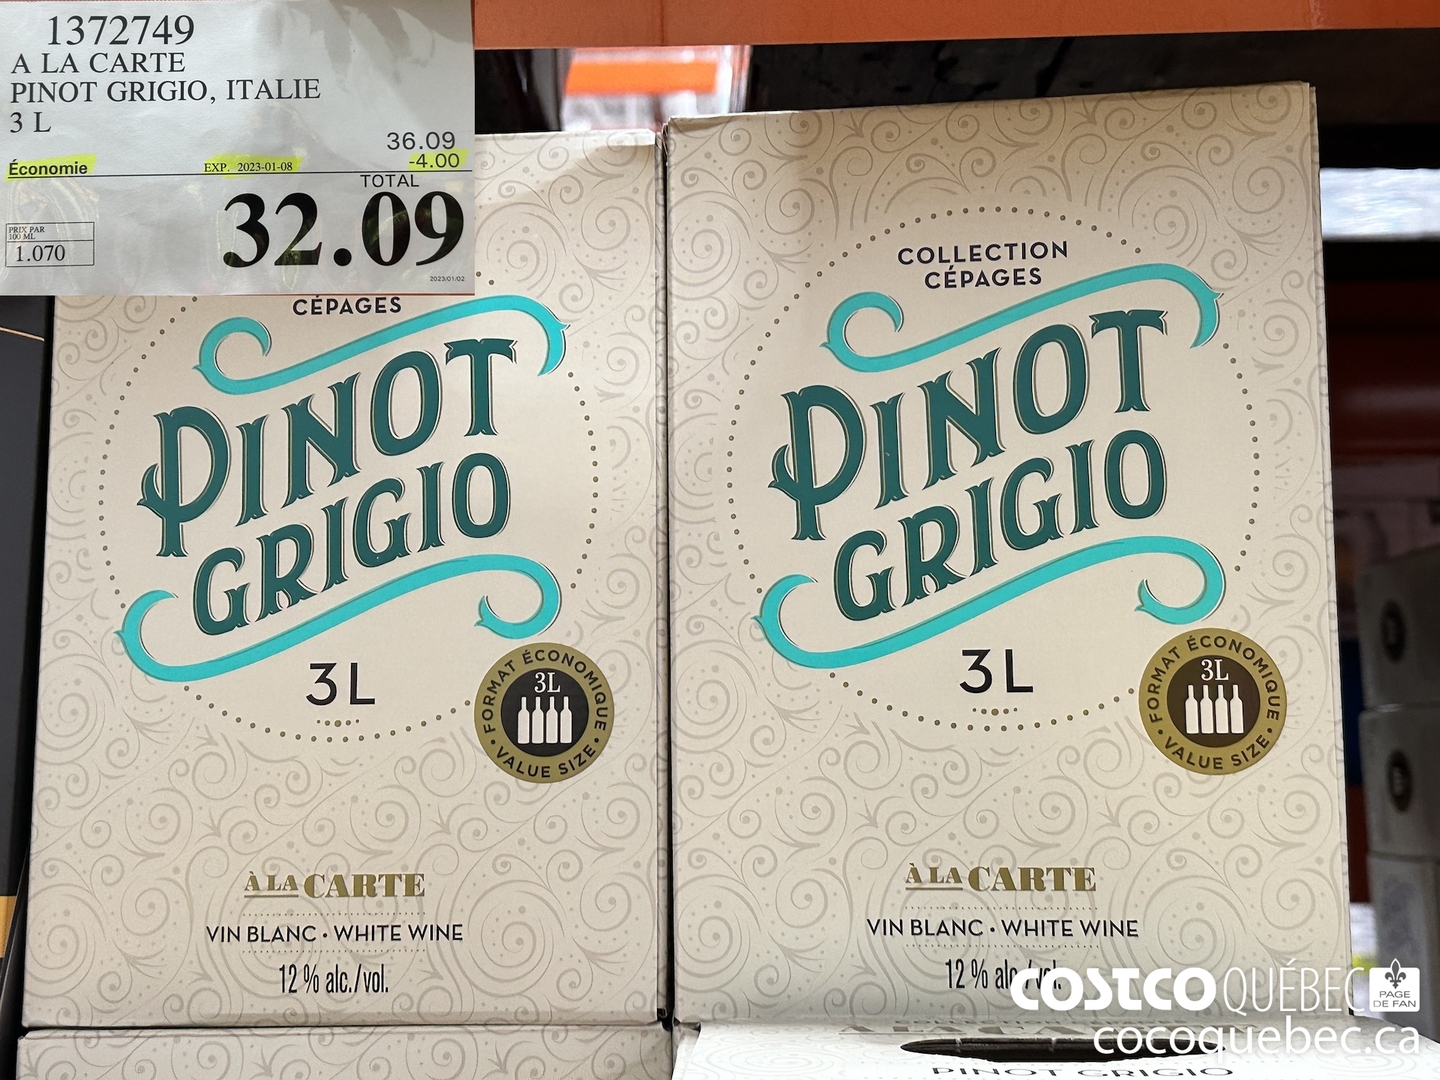 1372749
A LA CARTE
PINOT GRIGIO, ITALIE
3 L
36.09
Économie EXP. 2023-01-08 -4.00
TOTAL
32.09
PRIX PAR
100 ML
1.070
2023/01/02
CÉPAGES
PINOT
GRIGIO
3L
FORMAT ÉCONOMIQUE
3L
• VALUE SIZE •
À LA CARTE
VIN BLANC • WHITE WINE
12 % alc./vol.
COLLECTION
CÉPAGES
PINOT
GRIGIO
3L
FORMAT ÉCONOMIQUE
3L
• VALUE SIZE •
À LA CARTE
VIN BLANC • WHITE WINE
12 % alc./vol.
COSTCO QUÉBEC
PAGE
DE FAN
cocoquebec.ca
PINOT GRIGIO